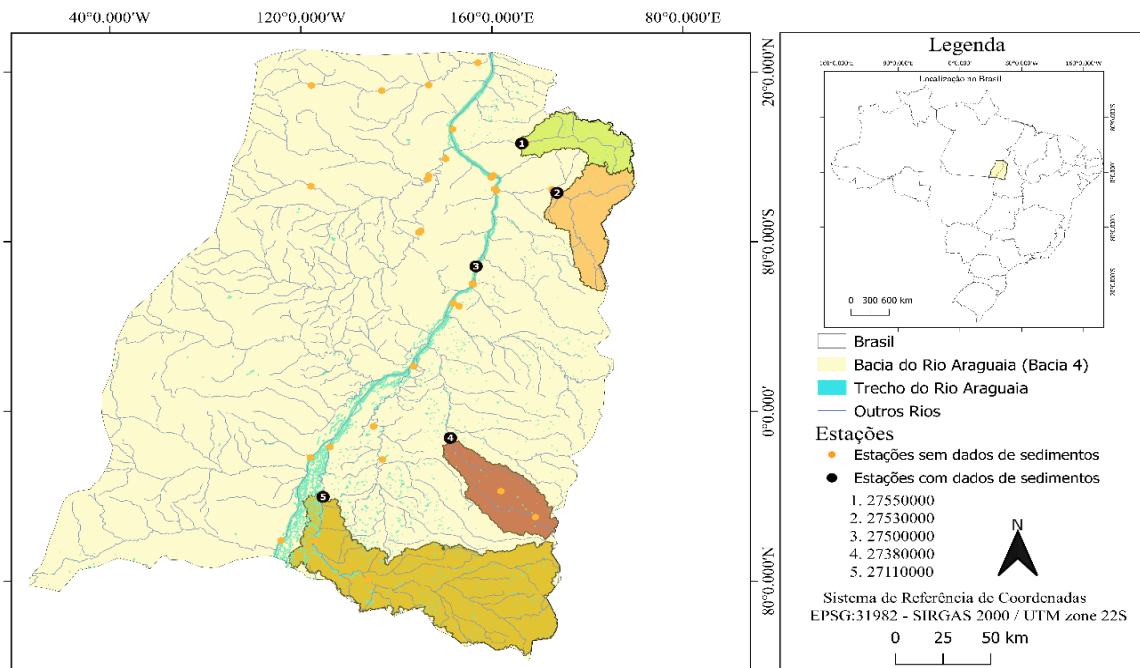 40°0.000'W 120°0.000'W 160°0.000'E 80°0.000'E
20°0.000'N
80°0.000'S
0°0.000'
80°0.000'N
1
2
3
4
5
Legenda
Localização no Brasil
0 300 600 km
Brasil
Bacia do Rio Araguaia (Bacia 4)
Trecho do Rio Araguaia
Outros Rios
Estações
Estações sem dados de sedimentos
Estações com dados de sedimentos
1. 27550000
2. 27530000
3. 27500000
4. 27380000
5. 27110000
N
Sistema de Referência de Coordenadas
EPSG:31982 - SIRGAS 2000 / UTM zone 22S
0 25 50 km